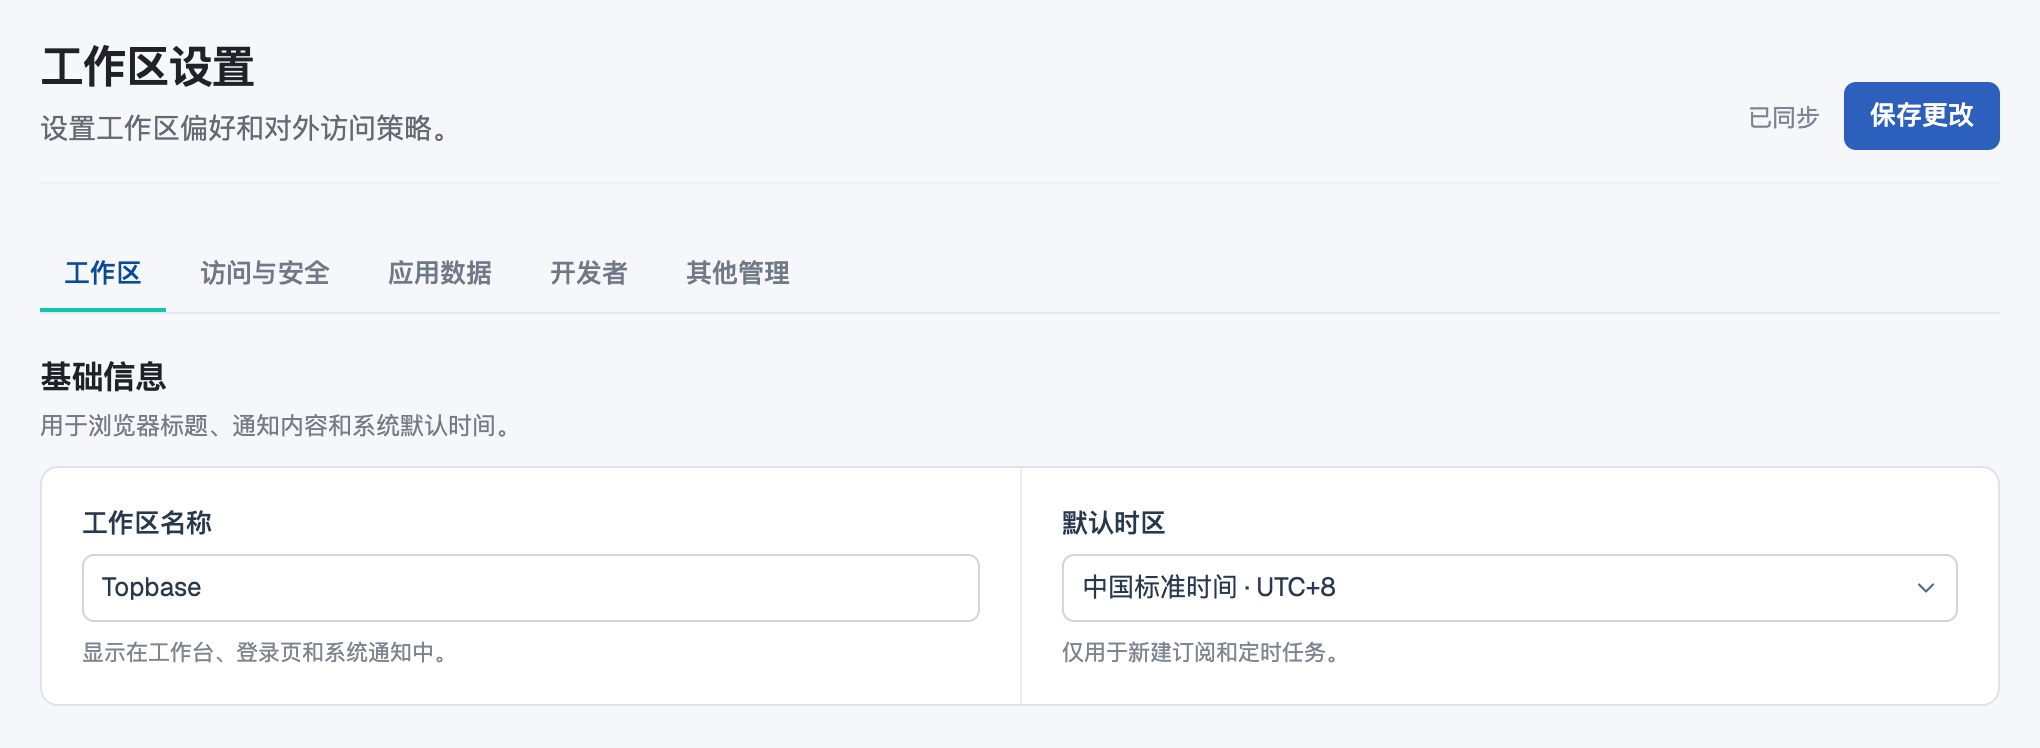 工作区设置
设置工作区偏好和对外访问策略。
已同步
保存更改
工作区
访问与安全
应用数据
开发者
其他管理
基础信息
用于浏览器标题、通知内容和系统默认时间。
工作区名称
Topbase
显示在工作台、登录页和系统通知中。
默认时区
中国标准时间 · UTC+8
仅用于新建订阅和定时任务。